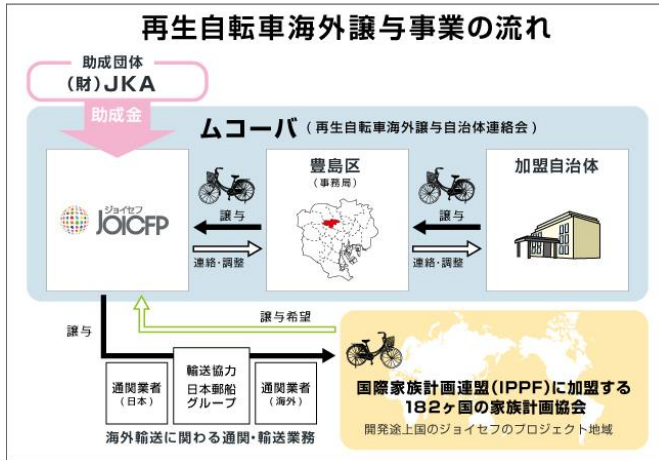 再生自転車海外譲与事業の流れ
助成団体
(財)JKA
助成金
ムコーバ(再生自転車海外譲与自治体連絡会)
ジョイセフ
JOICFP
譲与
連絡・調整
豊島区
(事務局)
譲与
連絡・調整
加盟自治体
譲与
譲与希望
通関業者
(日本)
輸送協力
日本郵船
グループ
通関業者
(海外)
海外輸送に関わる通関・輸送業務
国際家族計画連盟(IPPF)に加盟する
182ヶ国の家族計画協会
開発途上国のジョイセフのプロジェクト地域